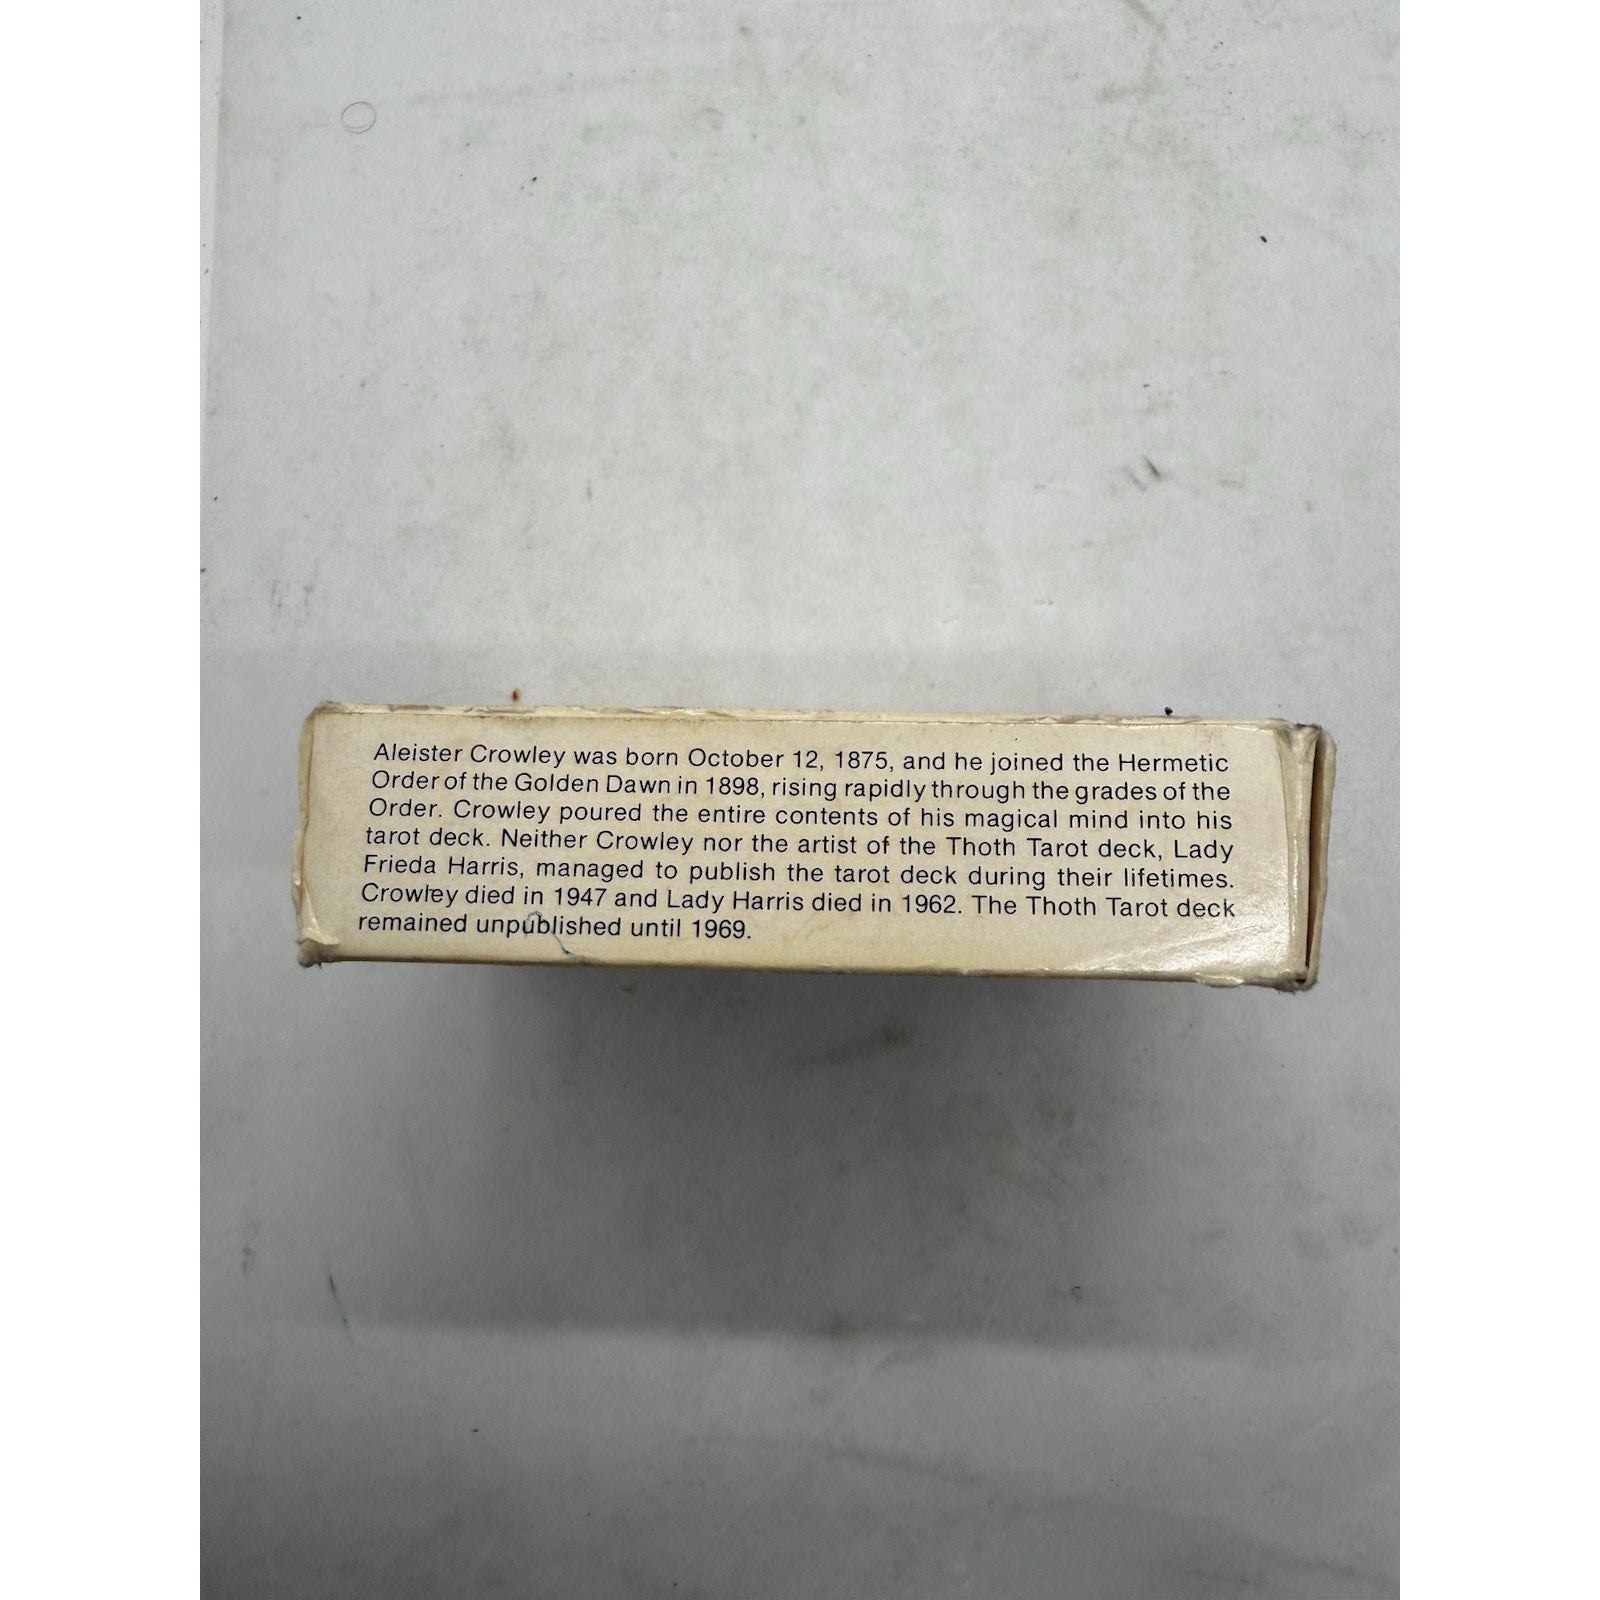 Aleister Crowley was born October 12, 1875, and he joined the Hermetic
Order of the Golden Dawn in 1898, rising rapidly through the grades of the
Order. Crowley poured the entire contents of his magical mind into his
tarot deck. Neither Crowley nor the artist of the Thoth Tarot deck, Lady
Frieda Harris, managed to publish the tarot deck during their lifetimes.
Crowley died in 1947 and Lady Harris died in 1962. The Thoth Tarot deck
remained unpublished until 1969.